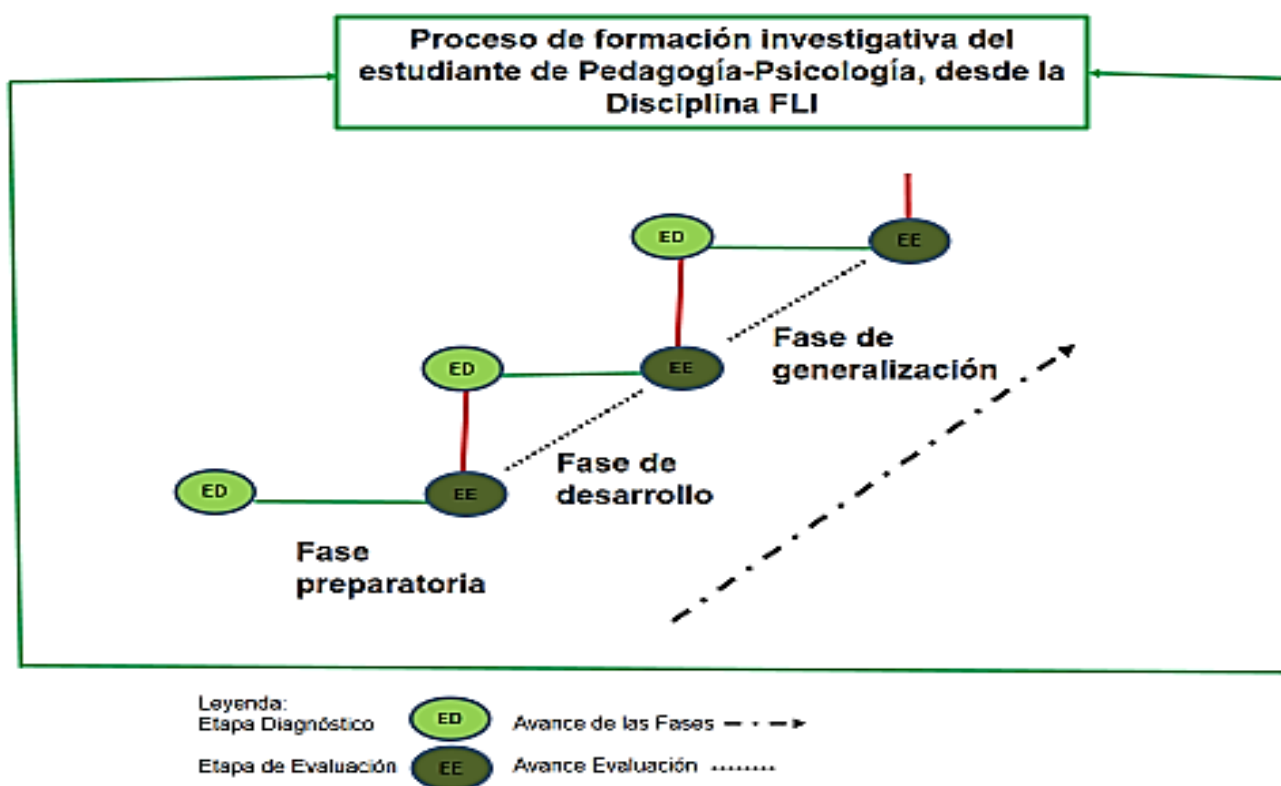 Proceso de formación investigativa del
estudiante de Pedagogía-Psicología, desde la
Disciplina FLI
ED
EE
Fase de
generalización
ED
EE
Fase de
desarrollo
ED
EE
Fase
preparatoria
Leyenda:
Etapa Diagnóstico
ED
Avance de las Fases
Etapa de Evaluación
EE
Avance Evaluación